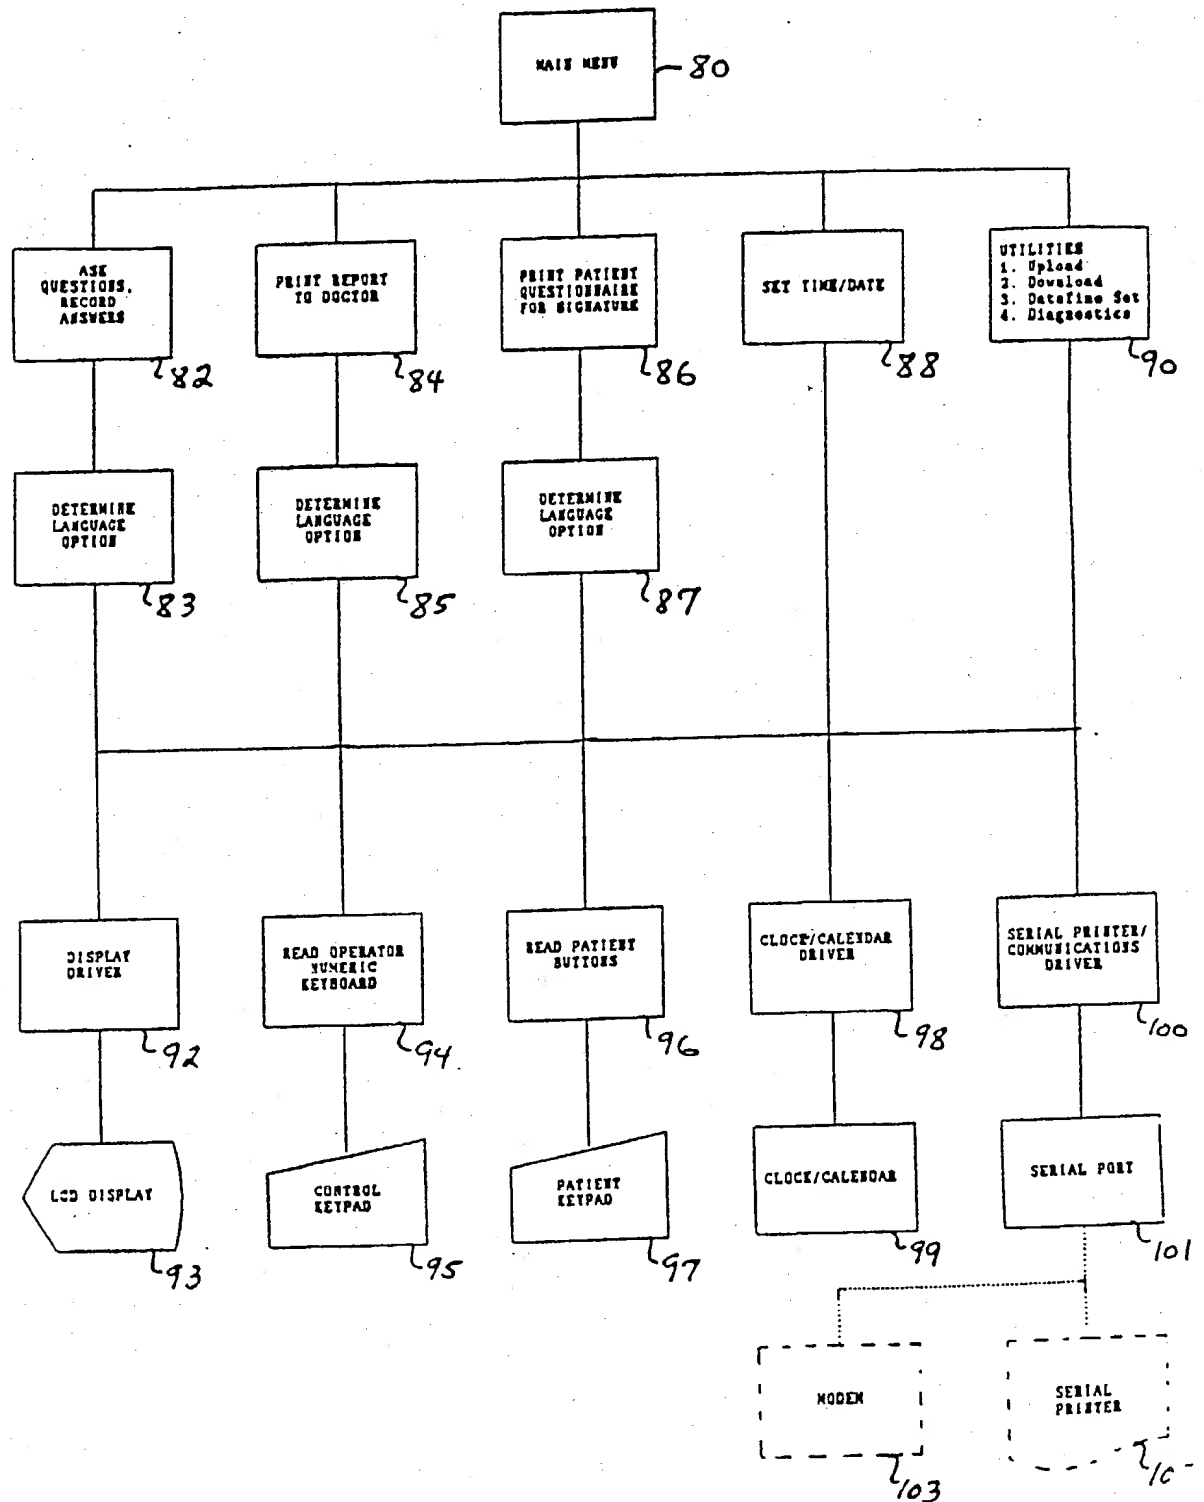 MAIN MENU
80
ASK
QUESTIONS,
RECORD
ANSWERS
82
PRINT REPORT
TO DOCTOR
84
PRINT PATIENT
QUESTIONNAIRE
FOR SIGNATURE
86
SET TIME/DATE
88
UTILITIES
1. Upload
2. Download
3. Datafine Set
4. Diagnostics
90
DETERMINE
LANGUAGE
OPTION
83
DETERMINE
LANGUAGE
OPTION
85
DETERMINE
LANGUAGE
OPTION
87
DISPLAY
DRIVER
92
READ OPERATOR
NUMERIC
KEYBOARD
94
READ PATIENT
BUTTONS
96
CLOCK/CALENDAR
DRIVER
98
SERIAL PRINTER/
COMMUNICATIONS
DRIVER
100
LCD DISPLAY
93
CONTROL
KEYPAD
95
PATIENT
KEYPAD
97
CLOCK/CALENDAR
99
SERIAL PORT
101
MODEM
103
SERIAL
PRINTER